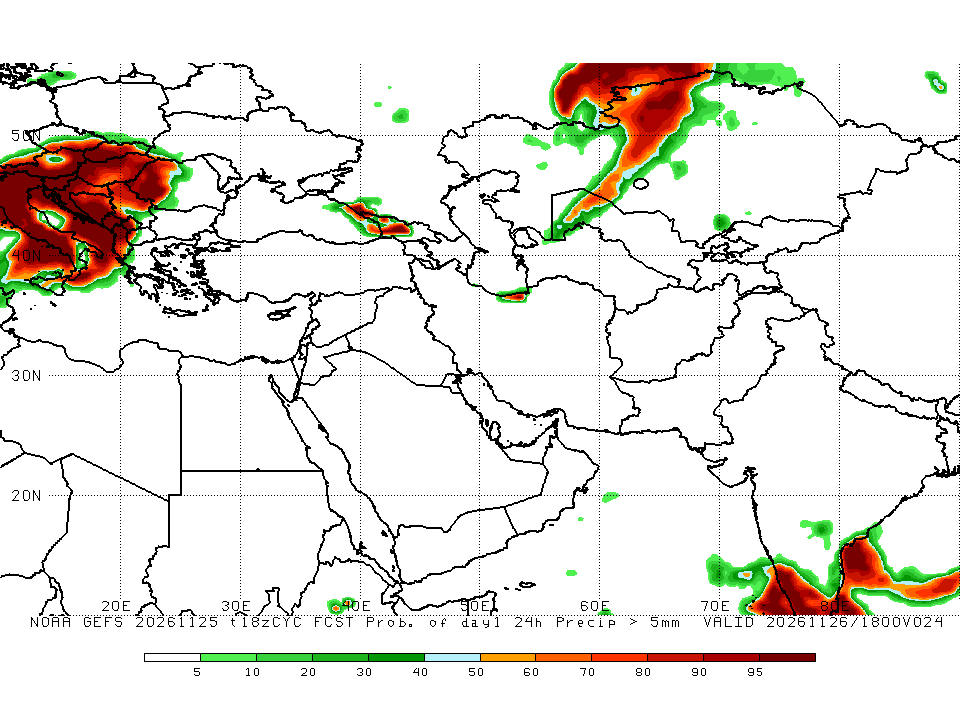 50N
40N
30N
20N
20E 30E 40E 50E 60E 70E 80E
NOAA GEFS 20261125 t18zCYC FCST Prob. of day1 24h Precip > 5mm VALID 20261126/1800V024
5 10 20 30 40 50 60 70 80 90 95